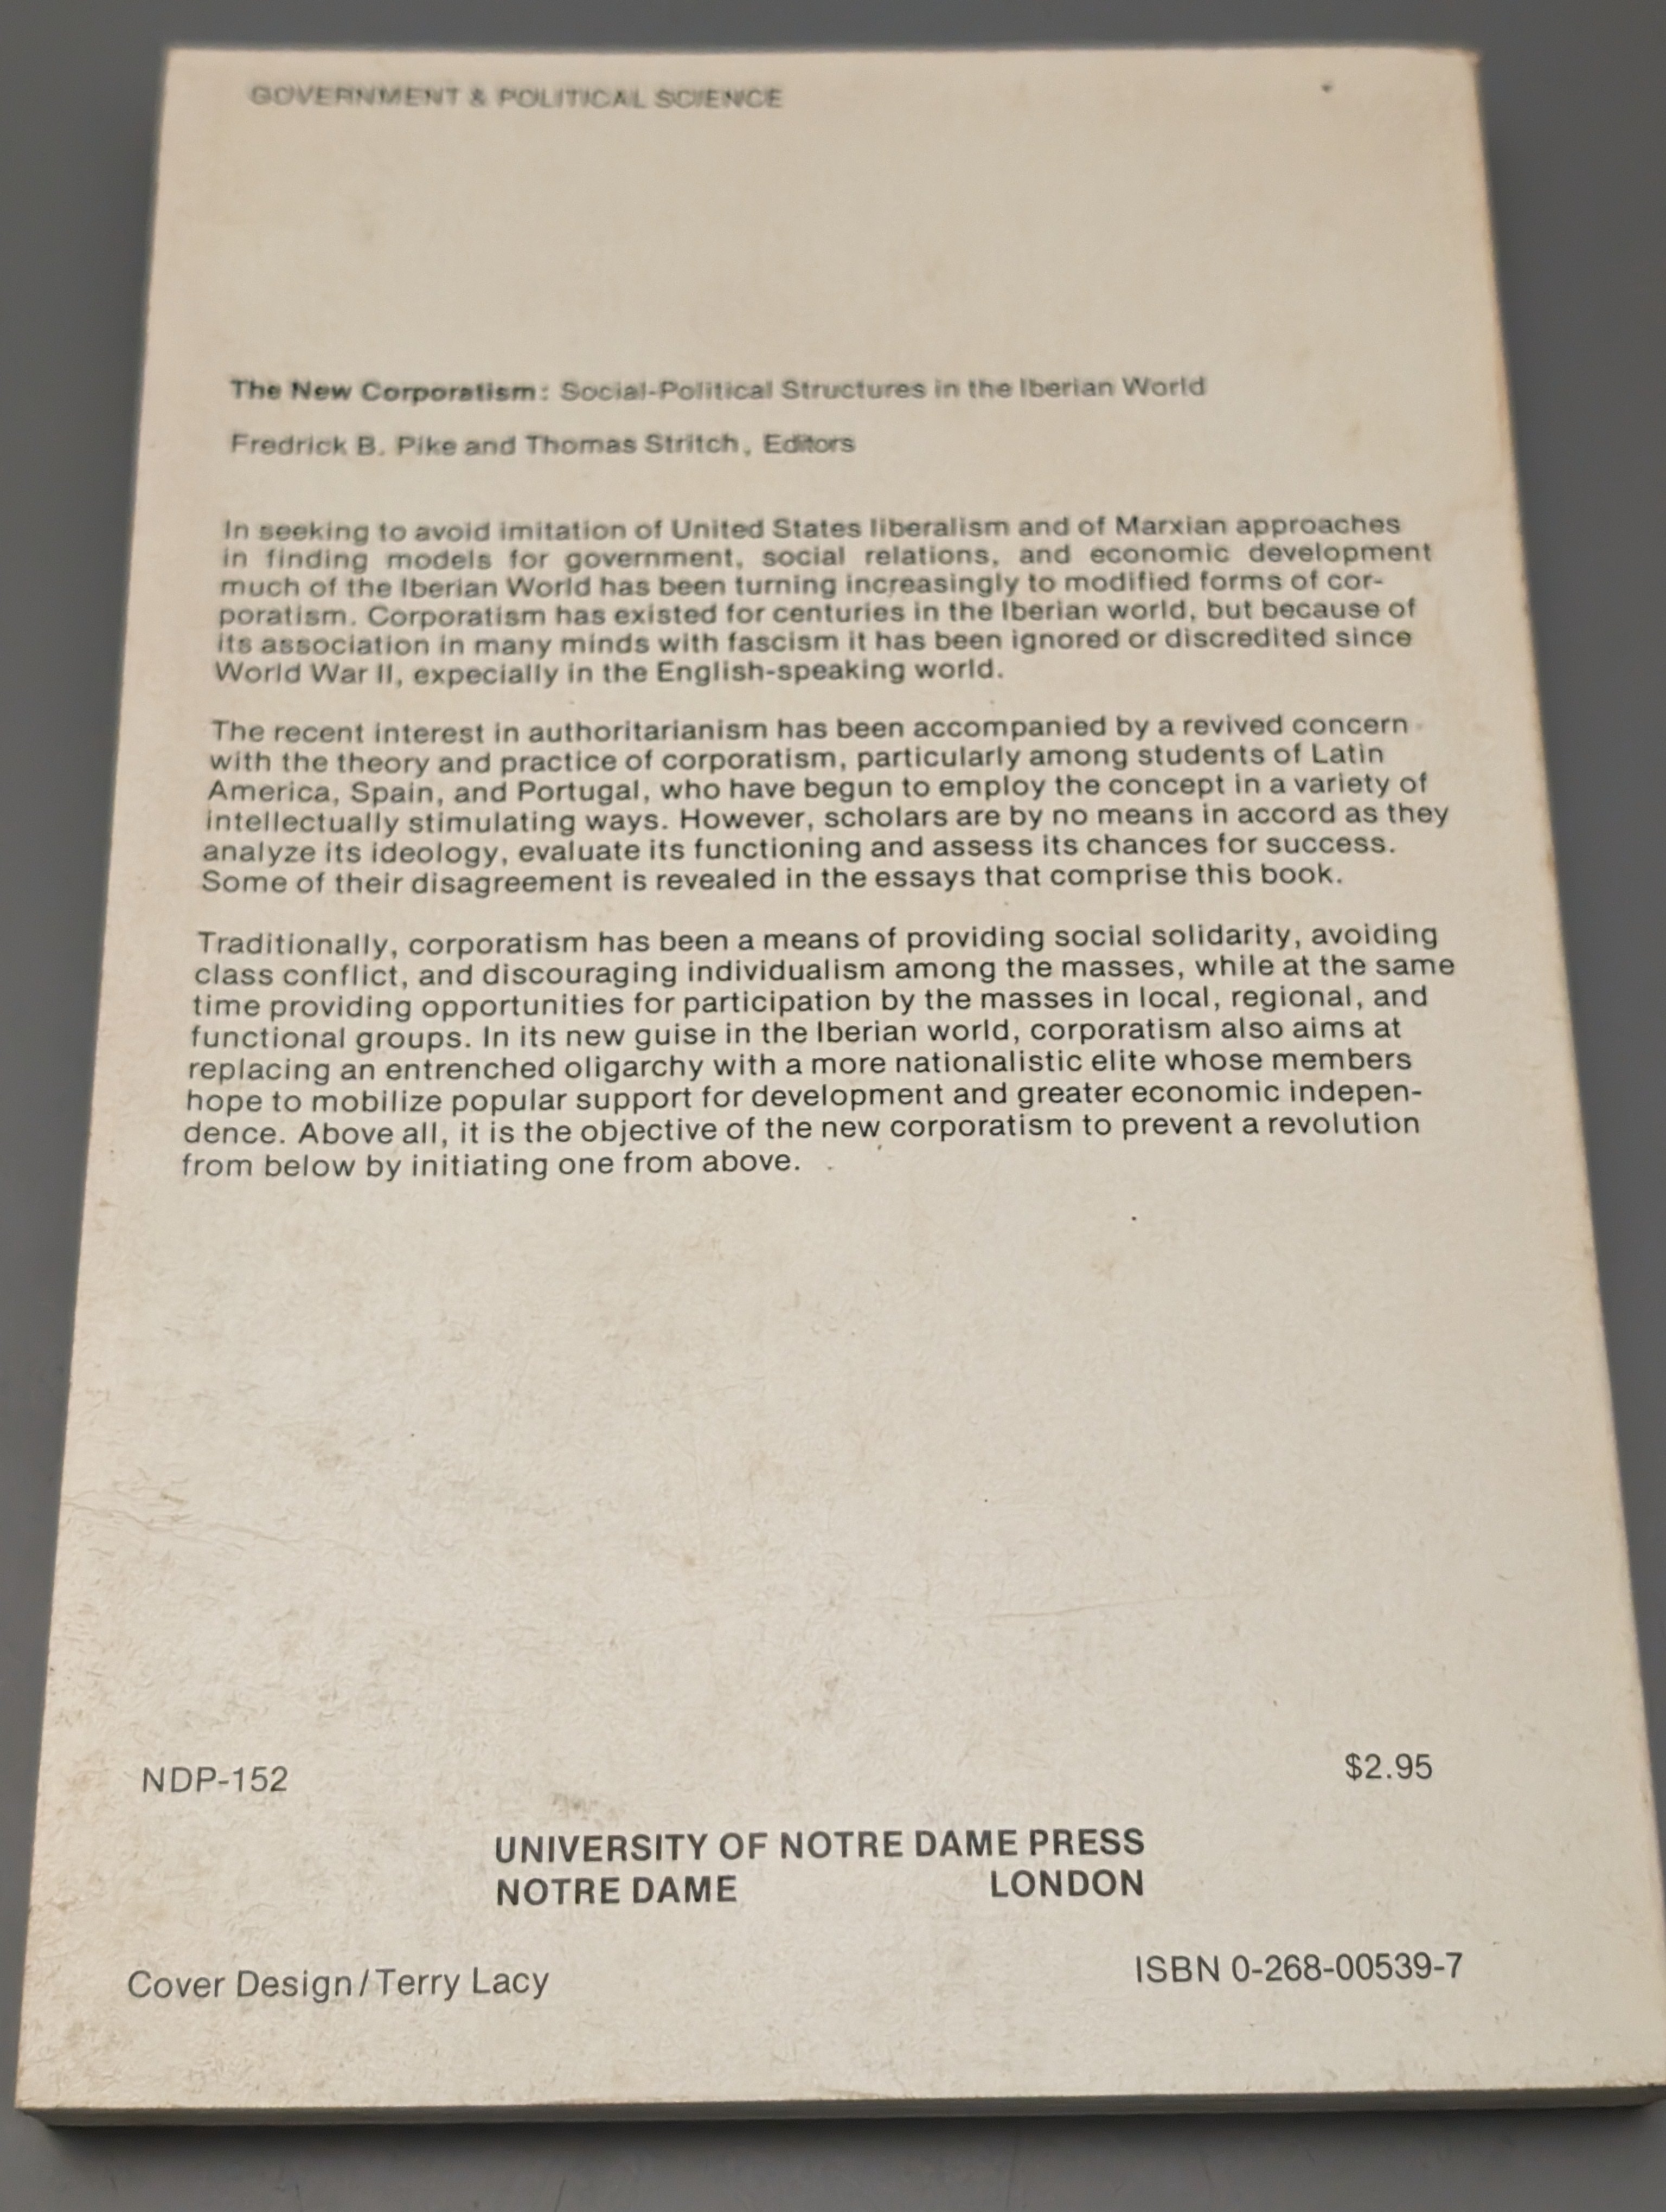 GOVERNMENT & POLITICAL SCIENCE
The New Corporatism: Social-Political Structures in the Iberian World
Fredrick B. Pike and Thomas Stritch, Editors
In seeking to avoid imitation of United States liberalism and of Marxian approaches
in finding models for government, social relations, and economic development
much of the Iberian World has been turning increasingly to modified forms of cor-
poratism. Corporatism has existed for centuries in the Iberian world, but because of
its association in many minds with fascism it has been ignored or discredited since
World War II, expecially in the English-speaking world.
The recent interest in authoritarianism has been accompanied by a revived concern
with the theory and practice of corporatism, particularly among students of Latin
America, Spain, and Portugal, who have begun to employ the concept in a variety of
intellectually stimulating ways. However, scholars are by no means in accord as they
analyze its ideology, evaluate its functioning and assess its chances for success.
Some of their disagreement is revealed in the essays that comprise this book.
Traditionally, corporatism has been a means of providing social solidarity, avoiding
class conflict, and discouraging individualism among the masses, while at the same
time providing opportunities for participation by the masses in local, regional, and
functional groups. In its new guise in the Iberian world, corporatism also aims at
replacing an entrenched oligarchy with a more nationalistic elite whose members
hope to mobilize popular support for development and greater economic indepen-
dence. Above all, it is the objective of the new corporatism to prevent a revolution
from below by initiating one from above.
NDP-152
$2.95
UNIVERSITY OF NOTRE DAME PRESS
NOTRE DAME LONDON
Cover Design/Terry Lacy
ISBN 0-268-00539-7